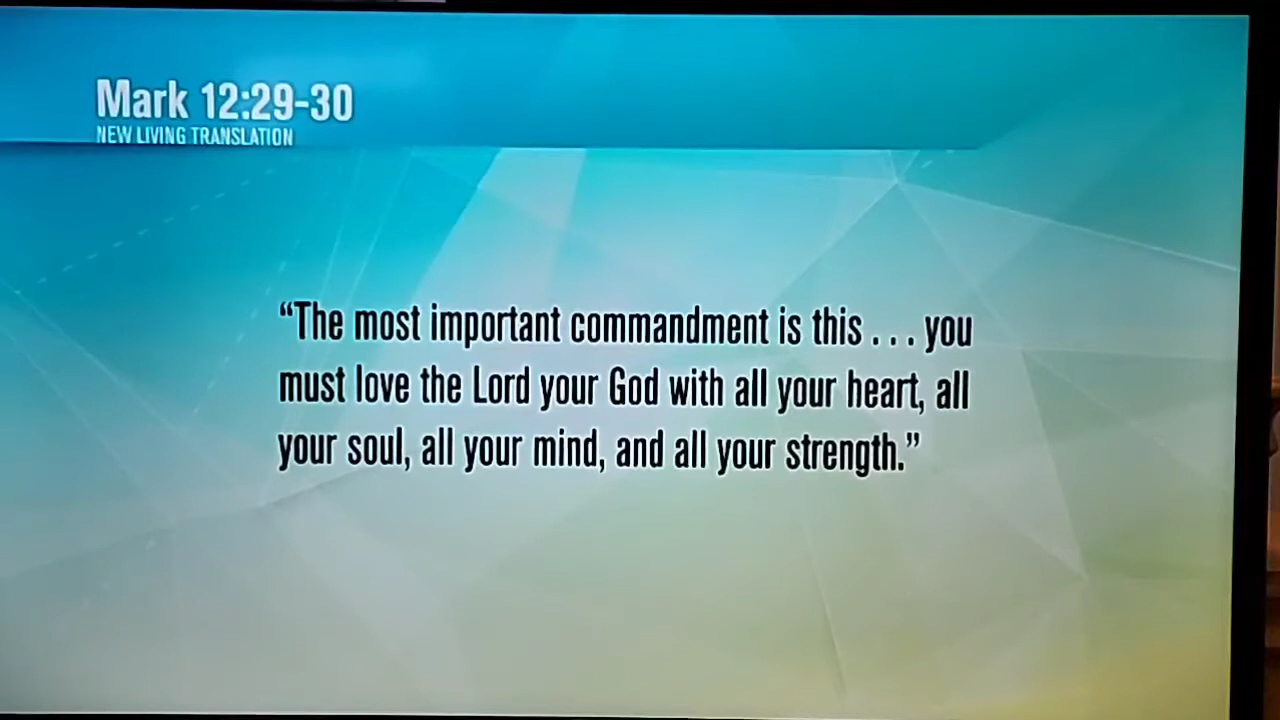 Mark 12:29-30
NEW LIVING TRANSLATION
“The most important commandment is this . . . you
must love the Lord your God with all your heart, all
your soul, all your mind, and all your strength.”